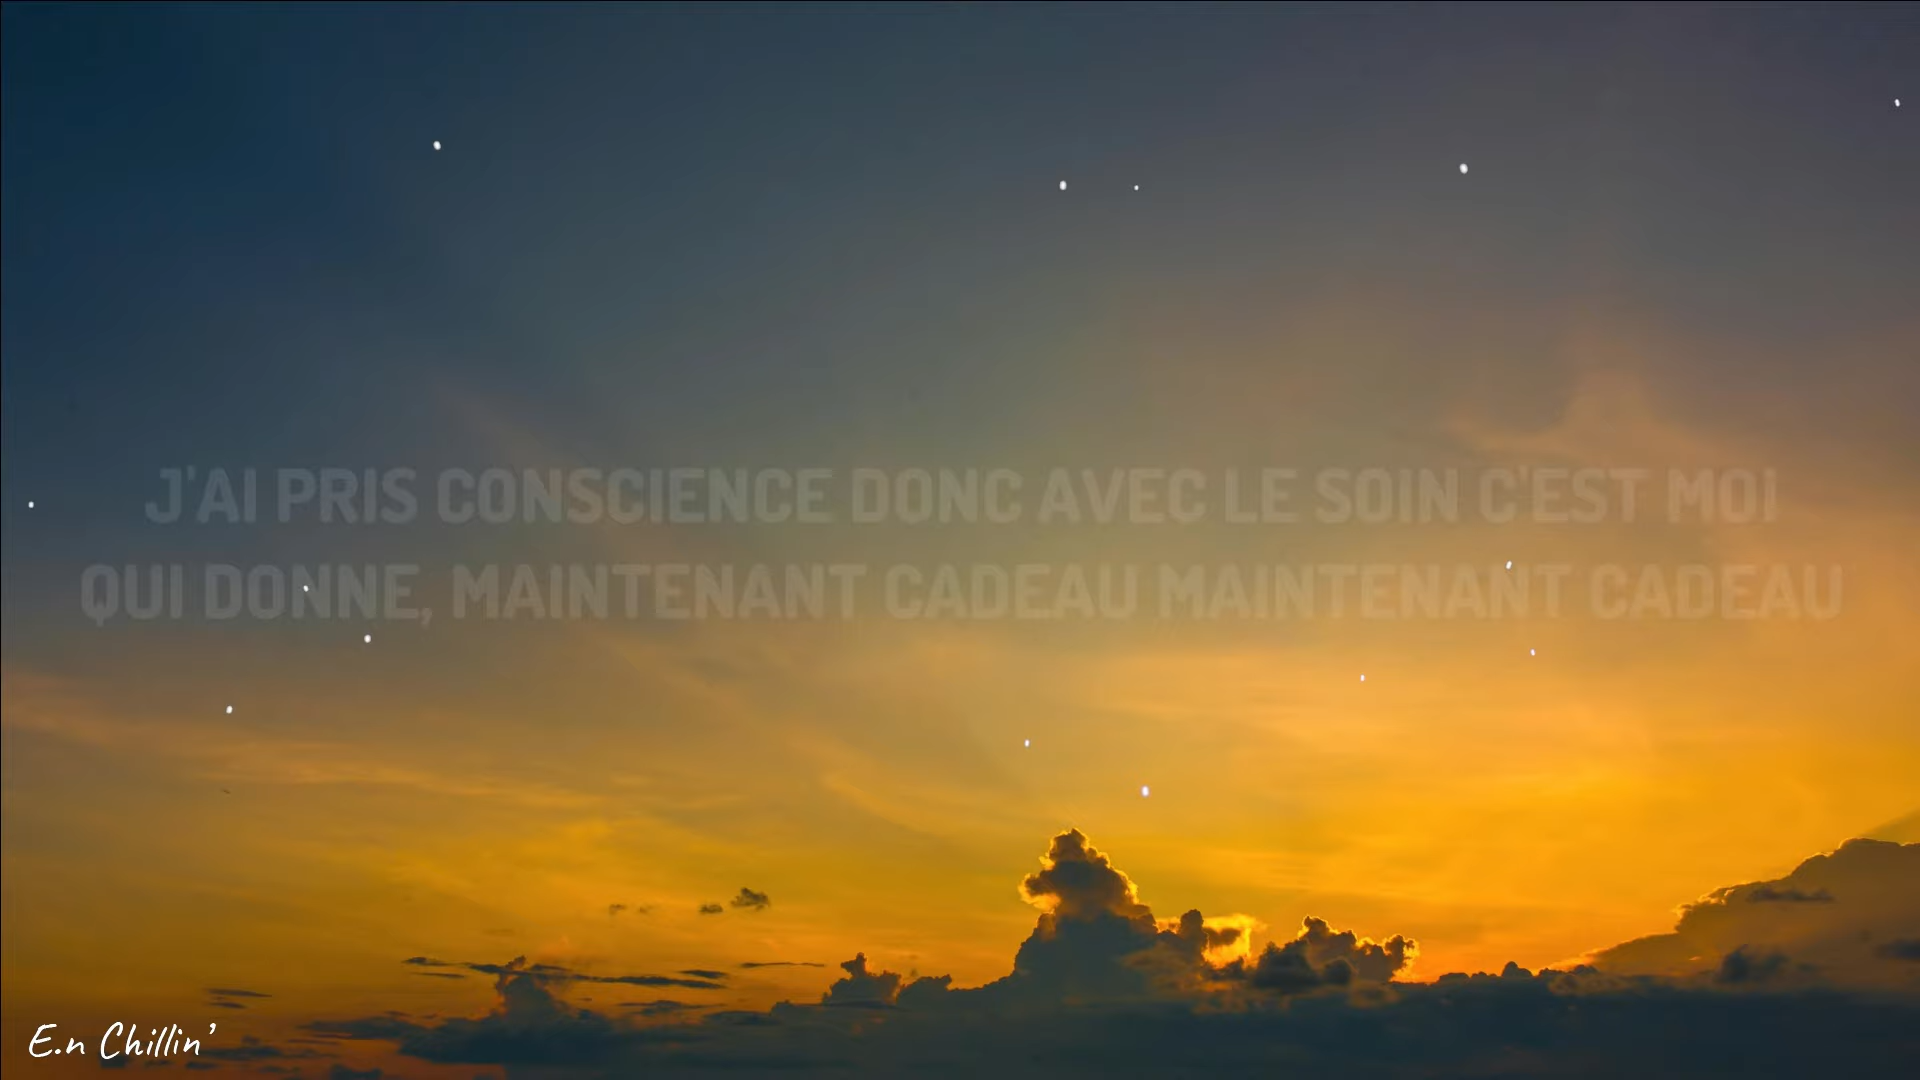 J'AI PRIS CONSCIENCE DONC AVEC LE SOIN C'EST MOI
QUI DONNE, MAINTENANT CADEAU MAINTENANT CADEAU
E.n Chillin'